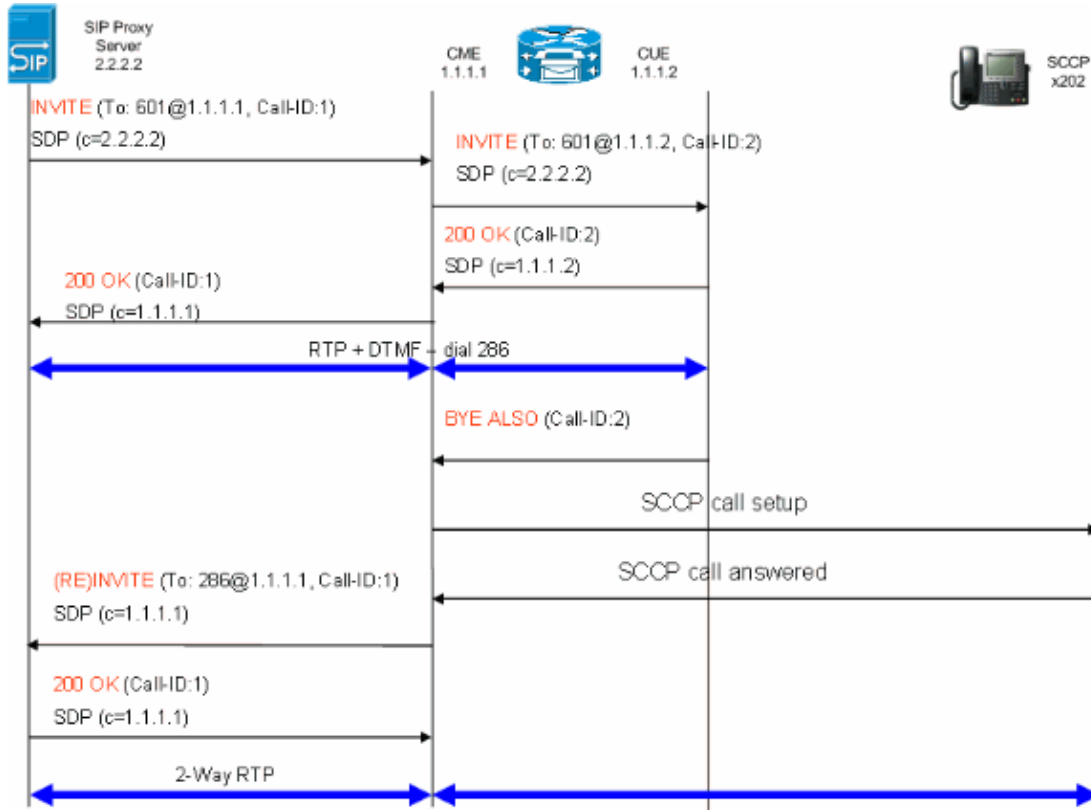 SIP Proxy
Server
2.2.2.2
SIP
CME
1.1.1.1
CUE
1.1.1.2
SCCP
x202
INVITE (To: 601@1.1.1.1, Call-ID:1)
SDP (c=2.2.2.2)
INVITE (To: 601@1.1.1.2, Call-ID:2)
SDP (c=2.2.2.2)
200 OK (Call-ID:2)
SDP (c=1.1.1.2)
200 OK (Call-ID:1)
SDP (c=1.1.1.1)
RTP + DTMF – dial 286
BYE ALSO (Call-ID:2)
SCCP call setup
SCCP call answered
(RE)INVITE (To: 286@1.1.1.1, Call-ID:1)
SDP (c=1.1.1.1)
200 OK (Call-ID:1)
SDP (c=1.1.1.1)
2-Way RTP